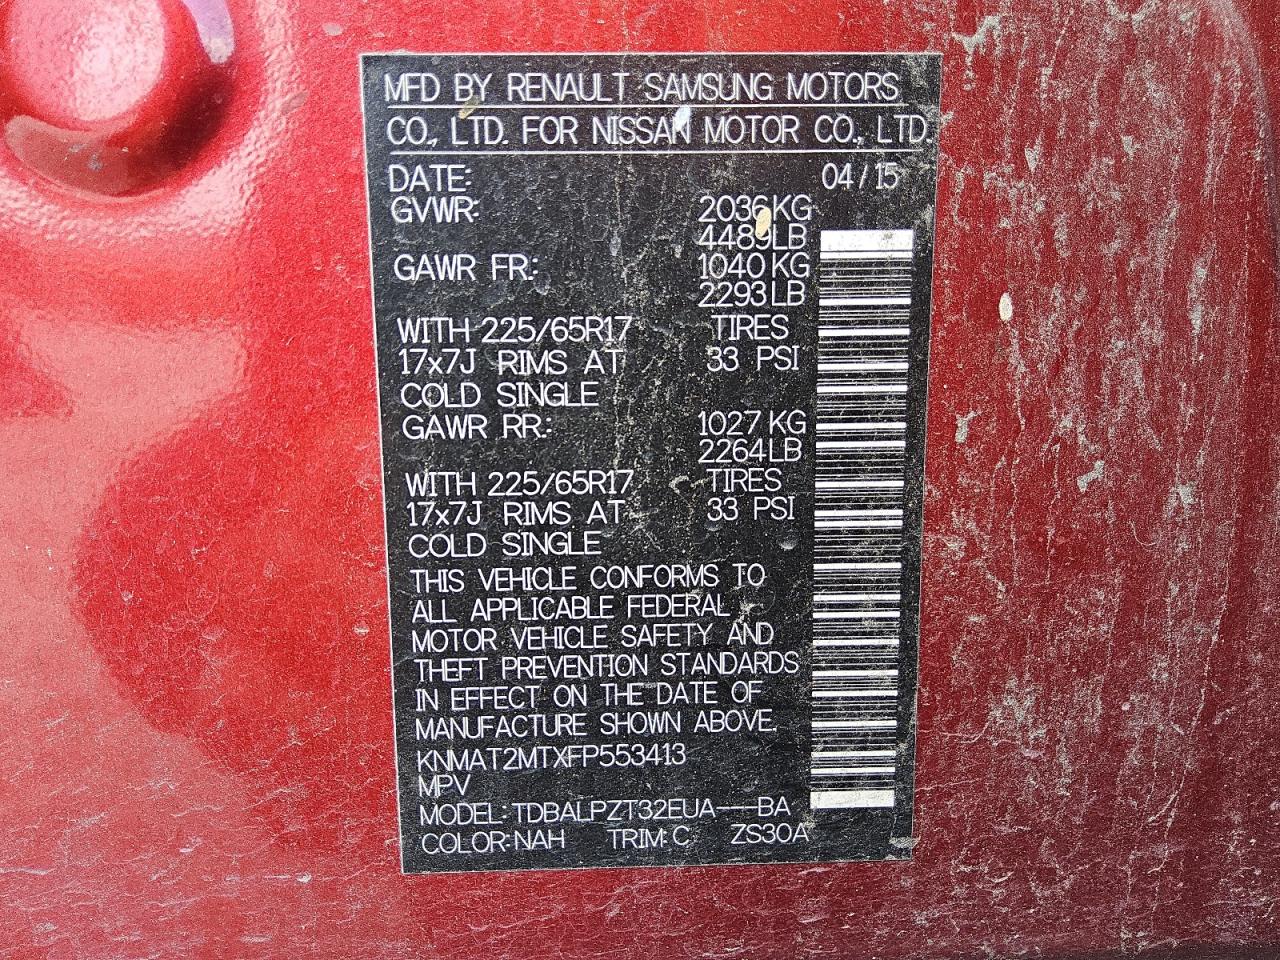 MFD BY RENAULT SAMSUNG MOTORS
CO., LTD. FOR NISSAN MOTOR CO., LTD.
DATE: 04/15
GVWR: 2036KG
4489LB
GAWR FR.: 1040KG
2293LB
WITH 225/65R17 TIRES
17x7J RIMS AT 33 PSI
COLD SINGLE
GAWR RR.: 1027KG
2264LB
WITH 225/65R17 TIRES
17x7J RIMS AT 33 PSI
COLD SINGLE
THIS VEHICLE CONFORMS TO
ALL APPLICABLE FEDERAL
MOTOR VEHICLE SAFETY AND
THEFT PREVENTION STANDARDS
IN EFFECT ON THE DATE OF
MANUFACTURE SHOWN ABOVE.
KNMAT2MTXFP553413
MPV
MODEL:TDBALPZT32EUA---BA
COLOR:NAH TRIM:C ZS30A